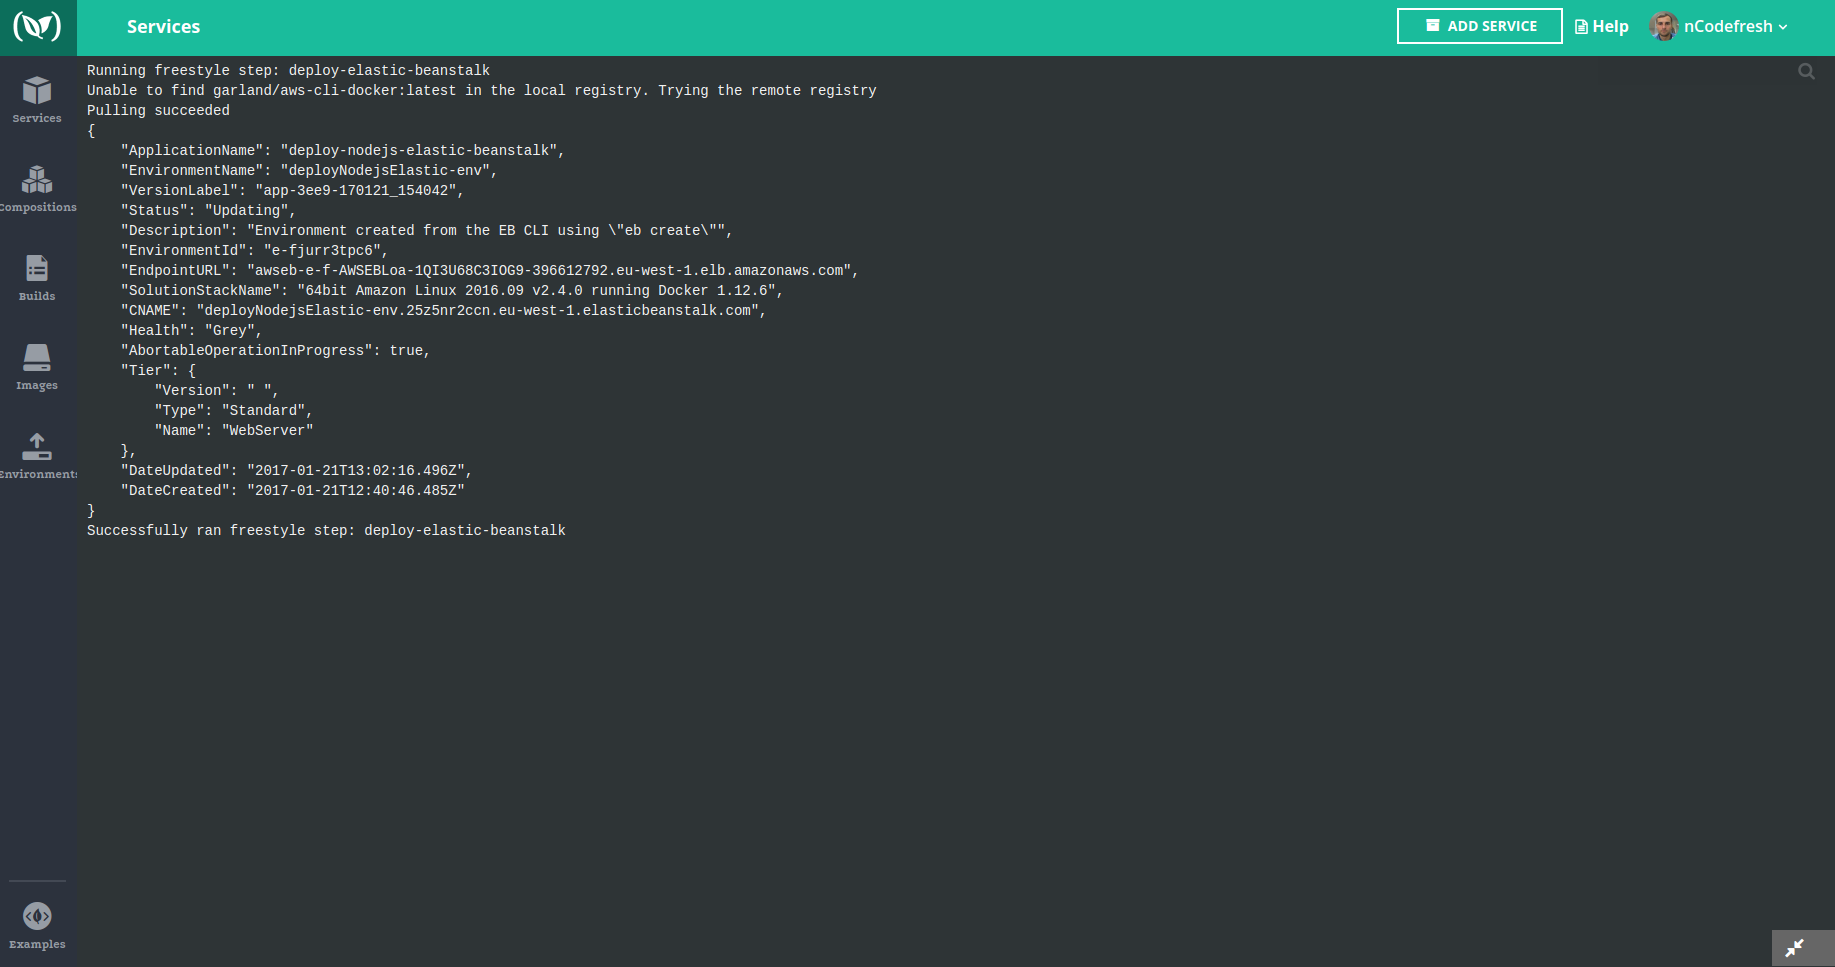 Services
ADD SERVICE
Help
nCodefresh
Services
Compositions
Builds
Images
Environments
Examples
Running freestyle step: deploy-elastic-beanstalk
Unable to find garland/aws-cli-docker:latest in the local registry. Trying the remote registry
Pulling succeeded
{
    "ApplicationName": "deploy-nodejs-elastic-beanstalk",
    "EnvironmentName": "deployNodejsElastic-env",
    "VersionLabel": "app-3ee9-170121_154042",
    "Status": "Updating",
    "Description": "Environment created from the EB CLI using \"eb create\"",
    "EnvironmentId": "e-fjurr3tpc6",
    "EndpointURL": "awseb-e-f-AWSEBLoa-1QI3U68C3IOG9-396612792.eu-west-1.elb.amazonaws.com",
    "SolutionStackName": "64bit Amazon Linux 2016.09 v2.4.0 running Docker 1.12.6",
    "CNAME": "deployNodejsElastic-env.25z5nr2ccn.eu-west-1.elasticbeanstalk.com",
    "Health": "Grey",
    "AbortableOperationInProgress": true,
    "Tier": {
        "Version": " ",
        "Type": "Standard",
        "Name": "WebServer"
    },
    "DateUpdated": "2017-01-21T13:02:16.496Z",
    "DateCreated": "2017-01-21T12:40:46.485Z"
}
Successfully ran freestyle step: deploy-elastic-beanstalk